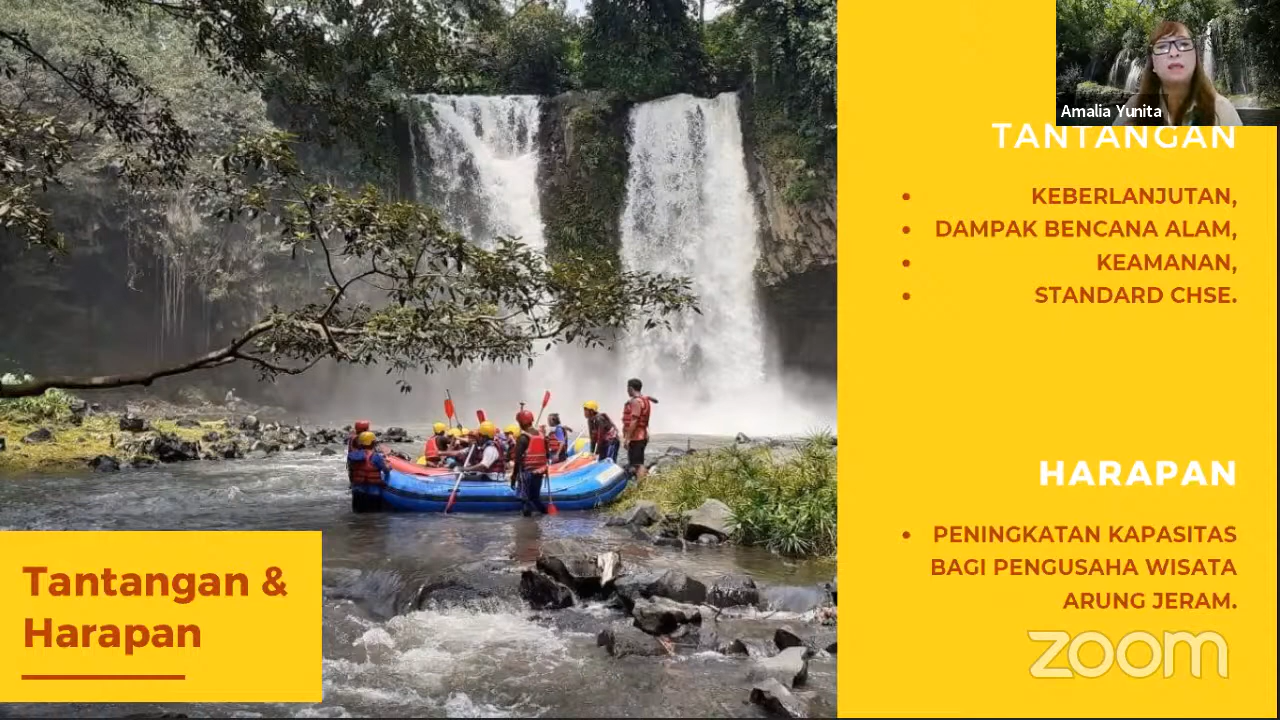 Amalia Yunita
TANTANGAN
• KEBERLANJUTAN,
• DAMPAK BENCANA ALAM,
• KEAMANAN,
• STANDARD CHSE.
HARAPAN
• PENINGKATAN KAPASITAS
BAGI PENGUSAHA WISATA
ARUNG JERAM.
Tantangan &
Harapan
zoom